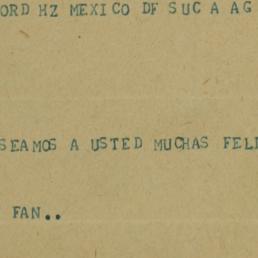 ORD HZ MEXICO DF SUC A AG
SEAMOS A USTED MUCHAS FELI
FAN..